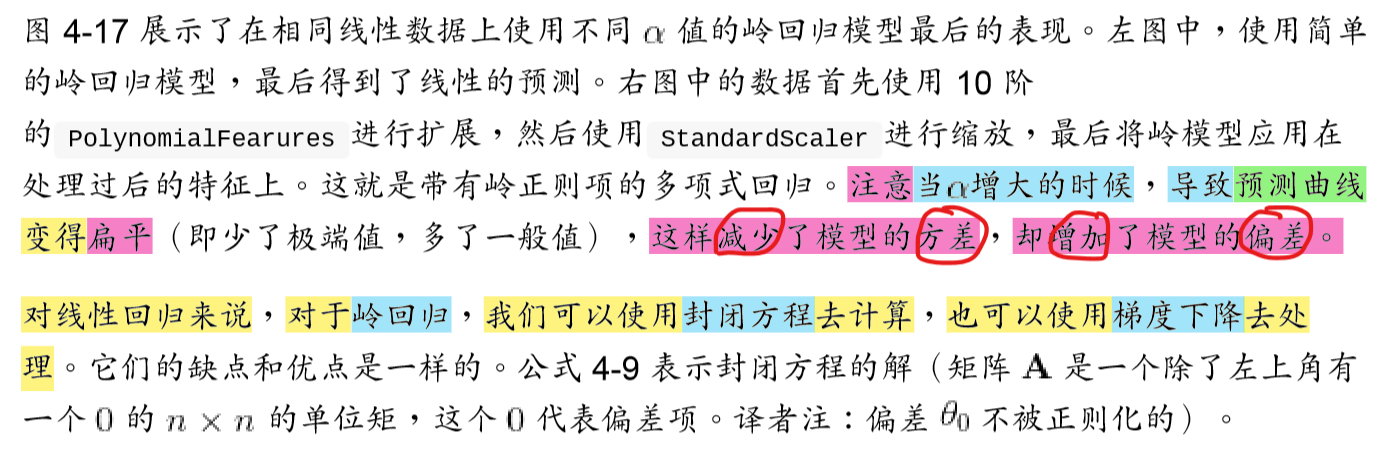 图 4-17 展示了在相同线性数据上使用不同 α 值的岭回归模型最后的表现。左图中，使用简单
的岭回归模型，最后得到了线性的预测。右图中的数据首先使用 10 阶
的 PolynomialFearures 进行扩展，然后使用 StandardScaler 进行缩放，最后将岭模型应用在
处理过后的特征上。这就是带有岭正则项的多项式回归。注意当α增大的时候，导致预测曲线
变得扁平（即少了极端值，多了一般值），这样减少了模型的方差，却增加了模型的偏差。
对线性回归来说，对于岭回归，我们可以使用封闭方程去计算，也可以使用梯度下降去处
理。它们的缺点和优点是一样的。公式 4-9 表示封闭方程的解（矩阵 A 是一个除了左上角有
一个 0 的 n × n 的单位矩，这个 0 代表偏差项。译者注：偏差 θ₀ 不被正则化的）。